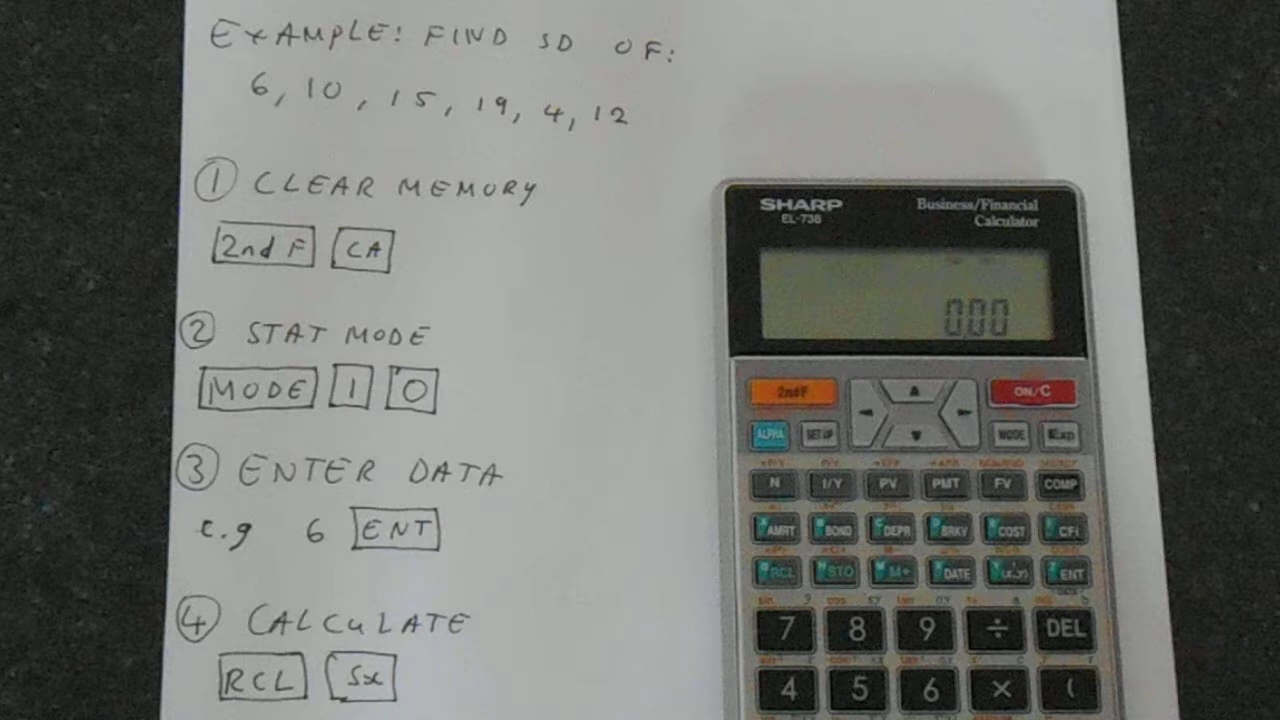 EXAMPLE: FIND SD OF:
6, 10, 15, 19, 4, 12
① CLEAR MEMORY
2nd F CA
② STAT MODE
MODE 1 0
③ ENTER DATA
e.g 6 ENT
④ CALCULATE
RCL Sx
SHARP
EL-738
Business/Financial
Calculator
0.00
2ndF ON/C
ALPHA SET UP MODE Exp
N I/Y PV PMT FV COMP
AMRT BOND DEPR BRKV COST CFi
RCL STO M+ DATE (x,y) ENT
7 8 9 ÷ DEL
4 5 6 × (